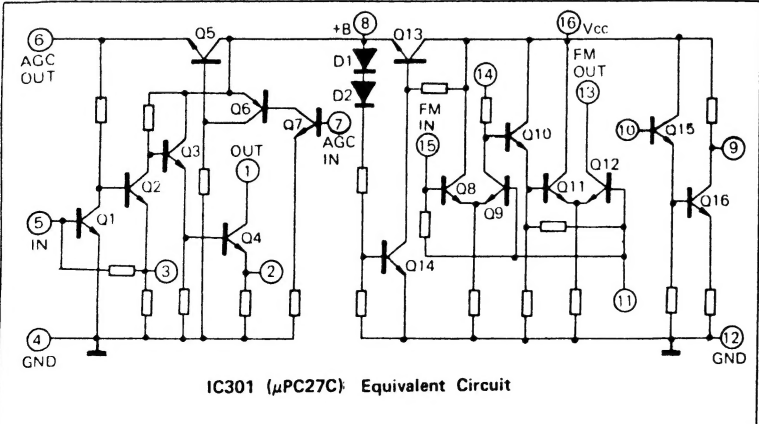 6
AGC
OUT
Q5
+B
8
Q13
16
Vcc
D1
D2
FM
IN
FM
OUT
14
13
Q6
Q7
7
AGC
IN
Q3
OUT
1
15
Q10
10
Q15
9
Q2
Q8
Q9
Q11
Q12
Q16
5
IN
Q1
Q4
3
2
Q14
11
4
GND
12
GND
IC301 (μPC27C): Equivalent Circuit